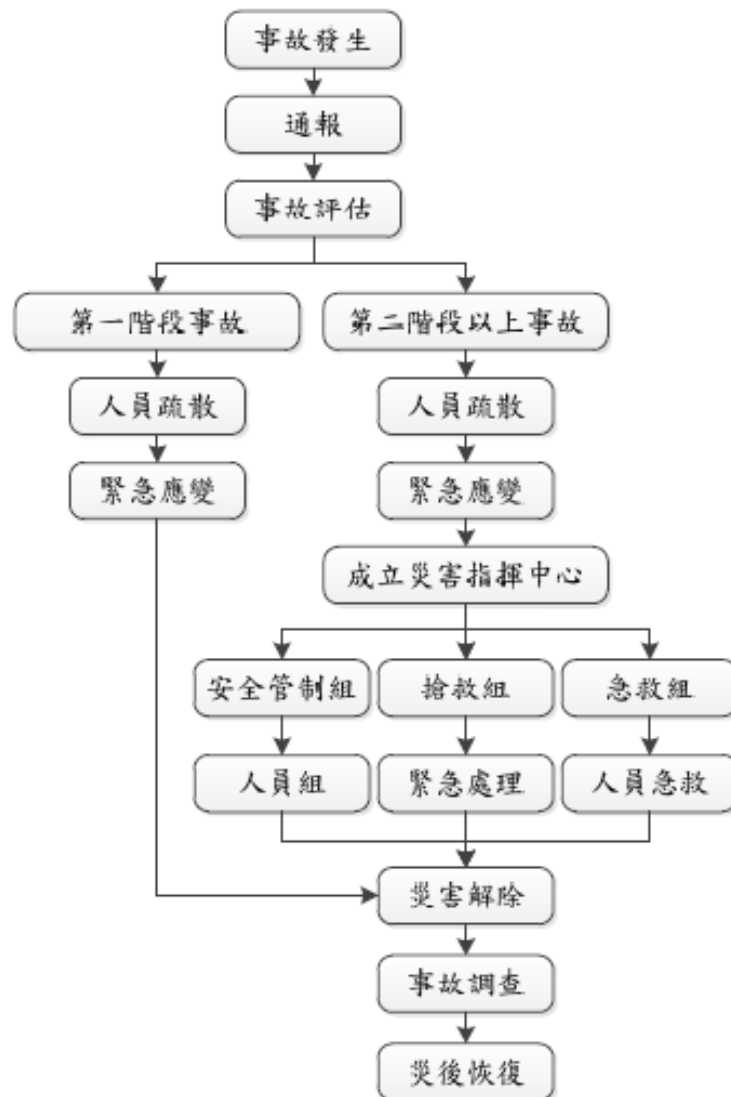 事故發生
通報
事故評估
第一階段事故
第二階段以上事故
人員疏散
人員疏散
緊急應變
緊急應變
成立災害指揮中心
安全管制組
搶救組
急救組
人員組
緊急處理
人員急救
災害解除
事故調查
災後恢復